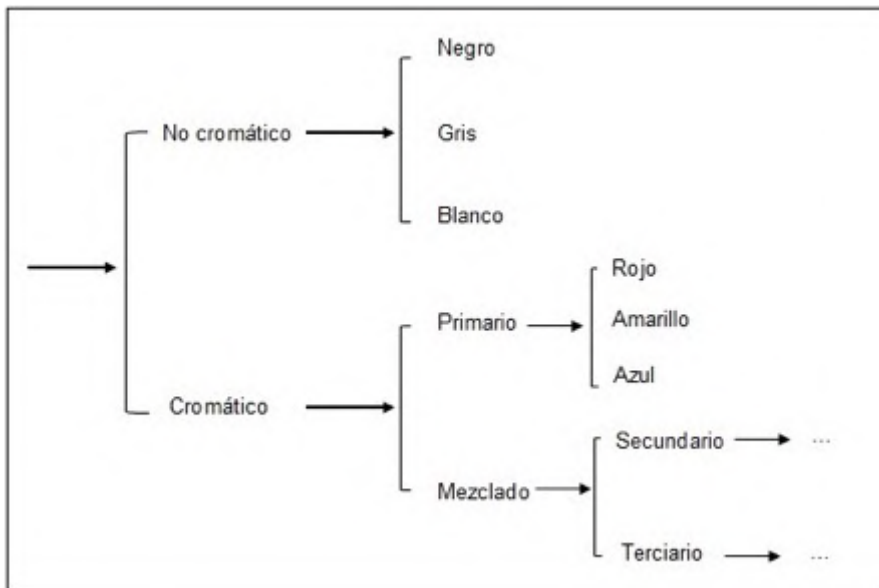 Negro
No cromático
Gris
Blanco
Rojo
Primario
Amarillo
Azul
Cromático
Secundario ...
Mezclado
Terciario ...